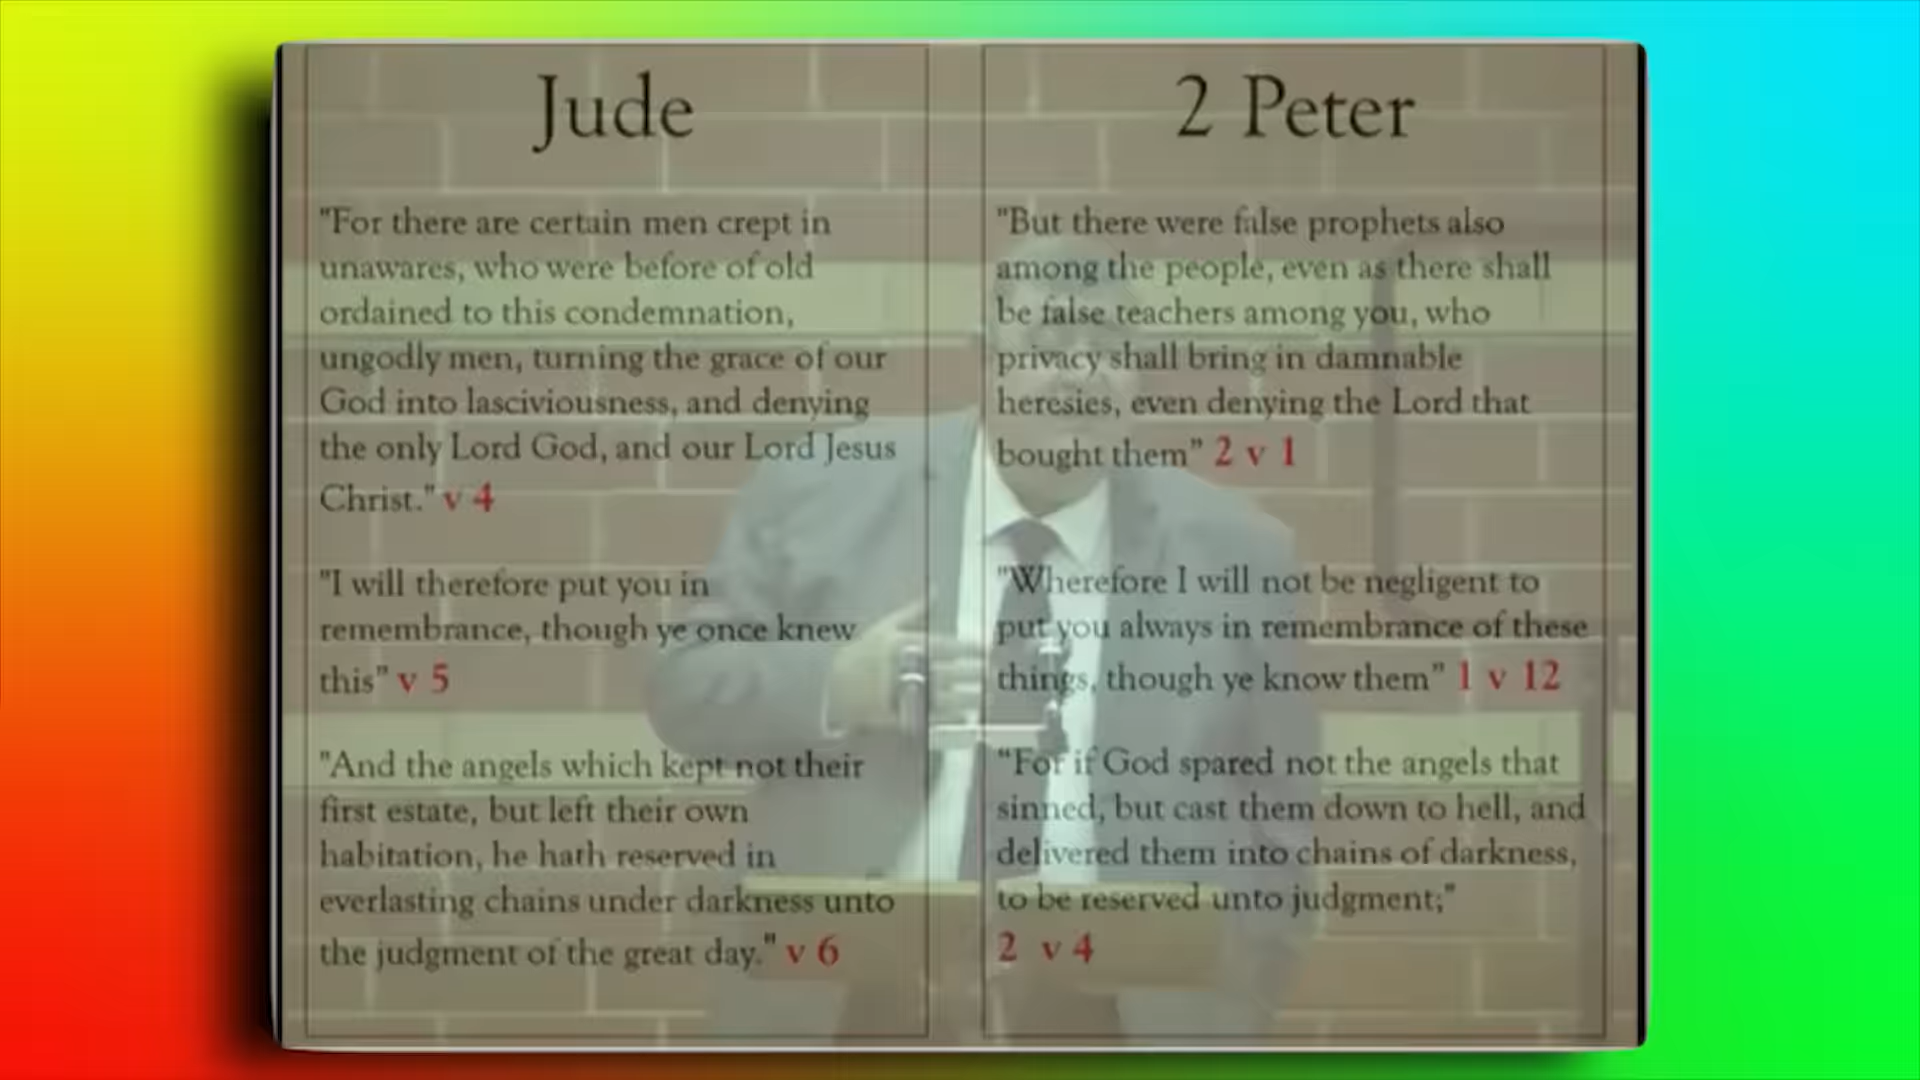 Jude
"For there are certain men crept in
unawares, who were before of old
ordained to this condemnation,
ungodly men, turning the grace of our
God into lasciviousness, and denying
the only Lord God, and our Lord Jesus
Christ." v 4
"I will therefore put you in
remembrance, though ye once knew
this" v 5
"And the angels which kept not their
first estate, but left their own
habitation, he hath reserved in
everlasting chains under darkness unto
the judgment of the great day." v 6
2 Peter
"But there were false prophets also
among the people, even as there shall
be false teachers among you, who
privacy shall bring in damnable
heresies, even denying the Lord that
bought them" 2 v 1
"Wherefore I will not be negligent to
put you always in remembrance of these
things, though ye know them" 1 v 12
"For if God spared not the angels that
sinned, but cast them down to hell, and
delivered them into chains of darkness,
to be reserved unto judgment;"
2 v 4